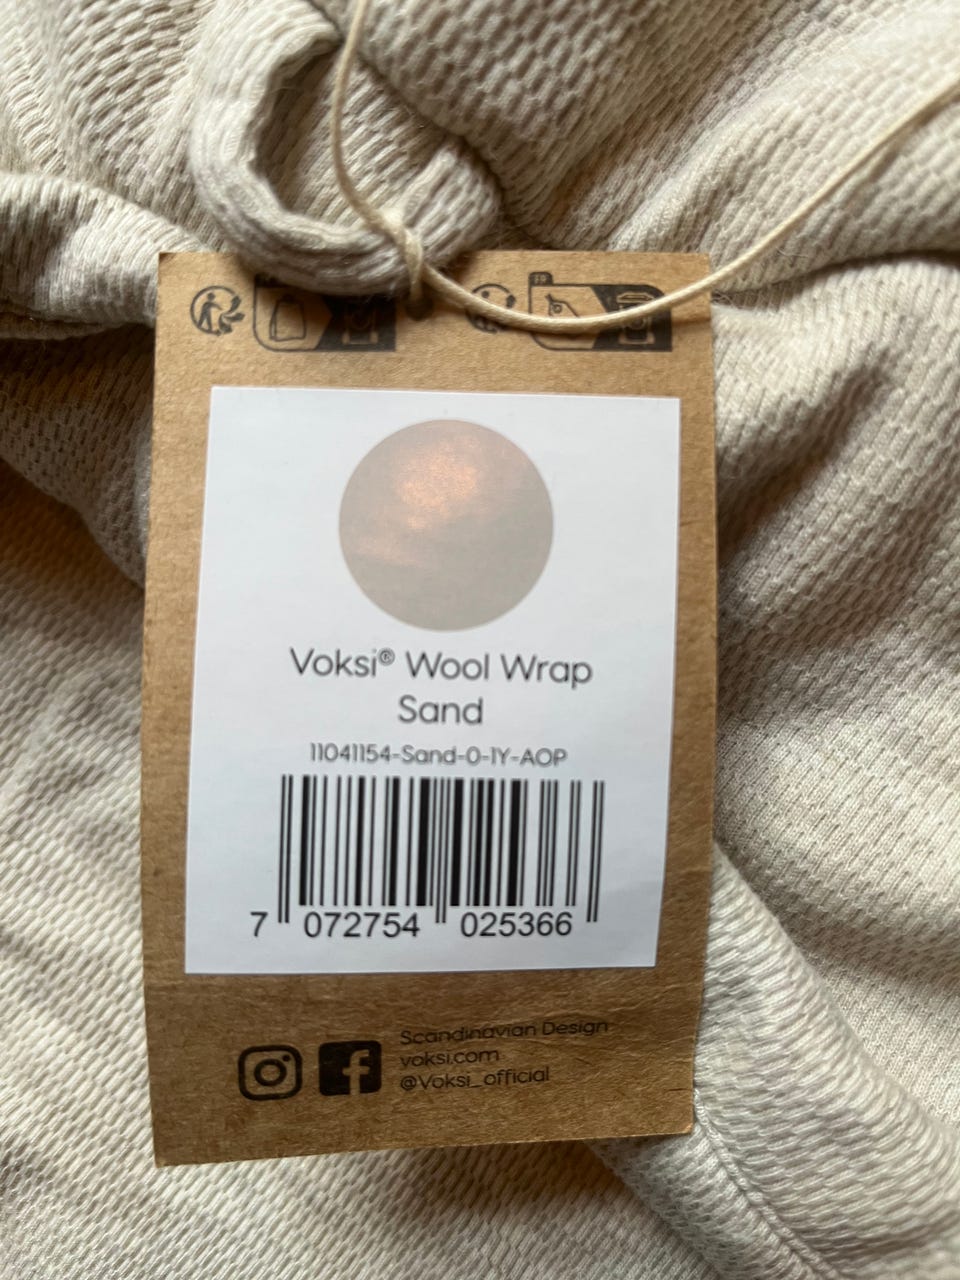 Voksi® Wool Wrap
Sand
11041154-Sand-0-1Y-AOP
7 072754 025366
Scandinavian Design
voksi.com
@Voksi_official